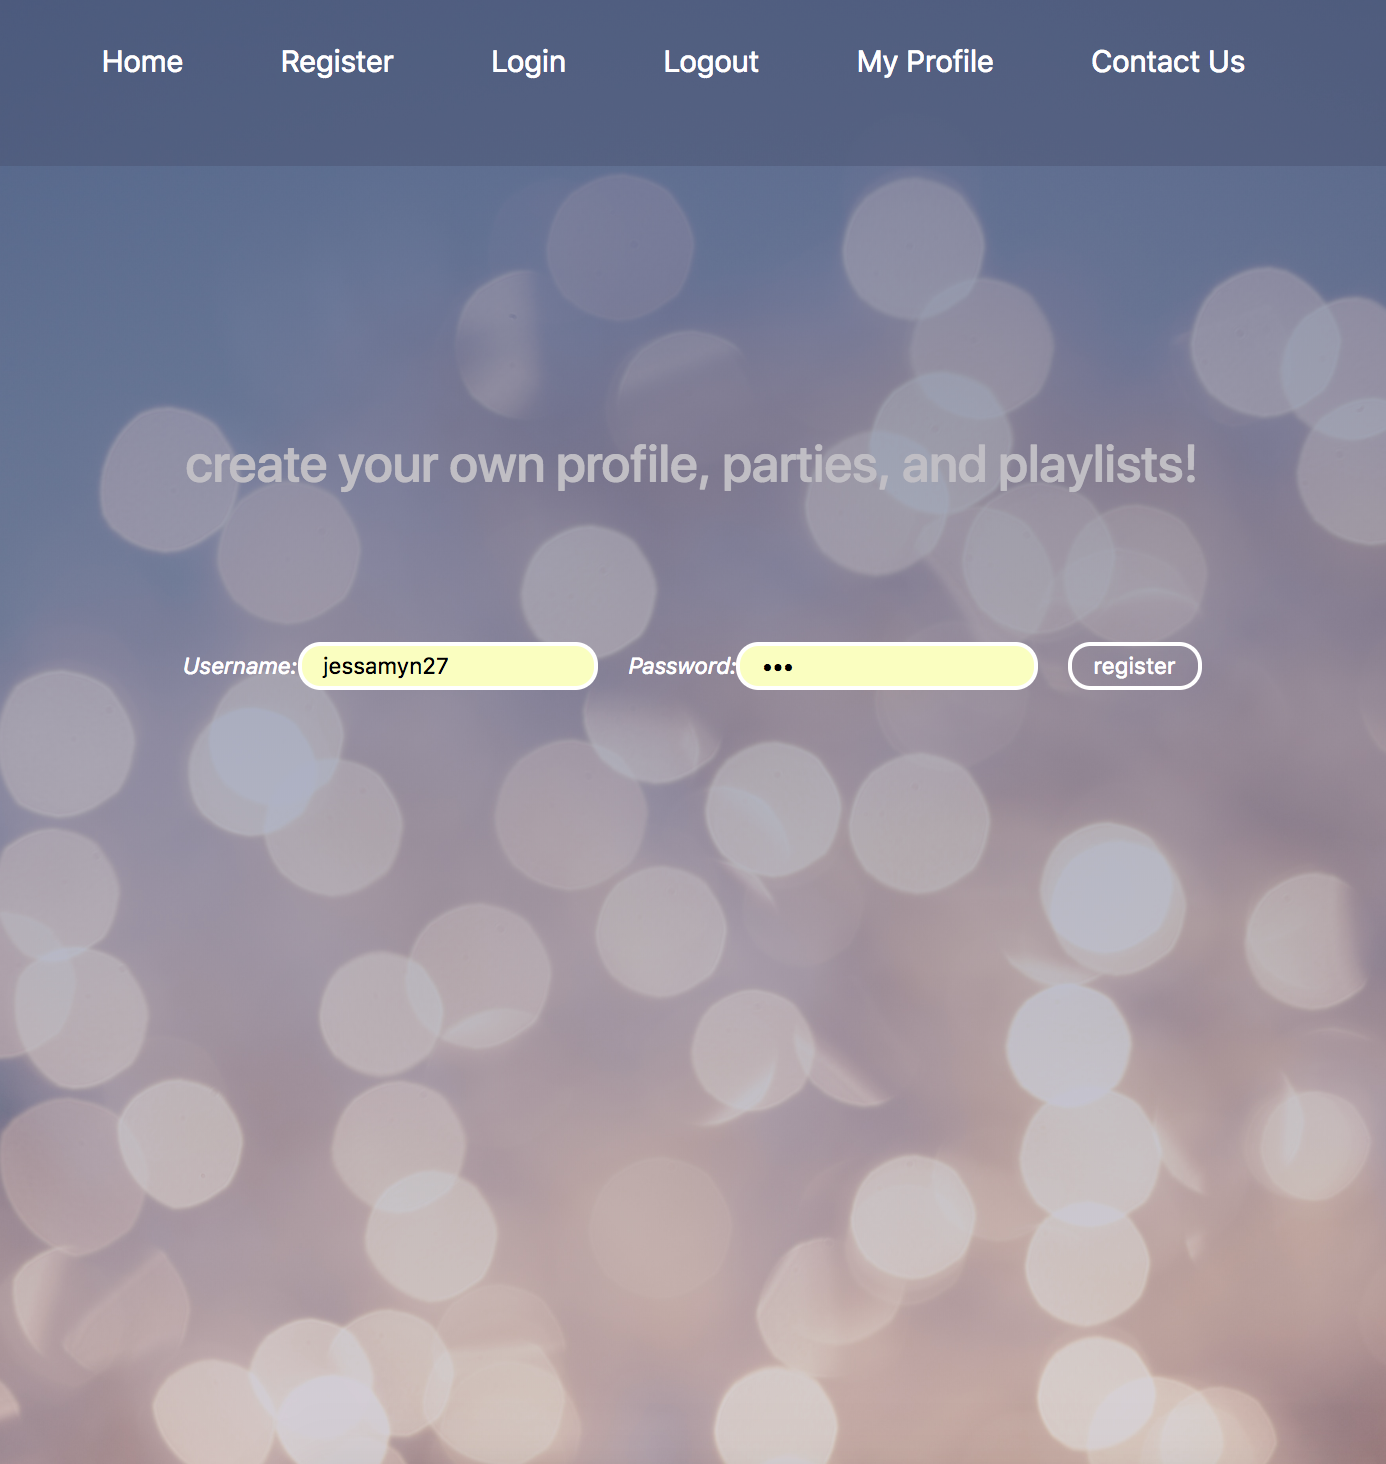 Home Register Login Logout My Profile Contact Us
create your own profile, parties, and playlists!
Username: jessamyn27 Password: ••• register